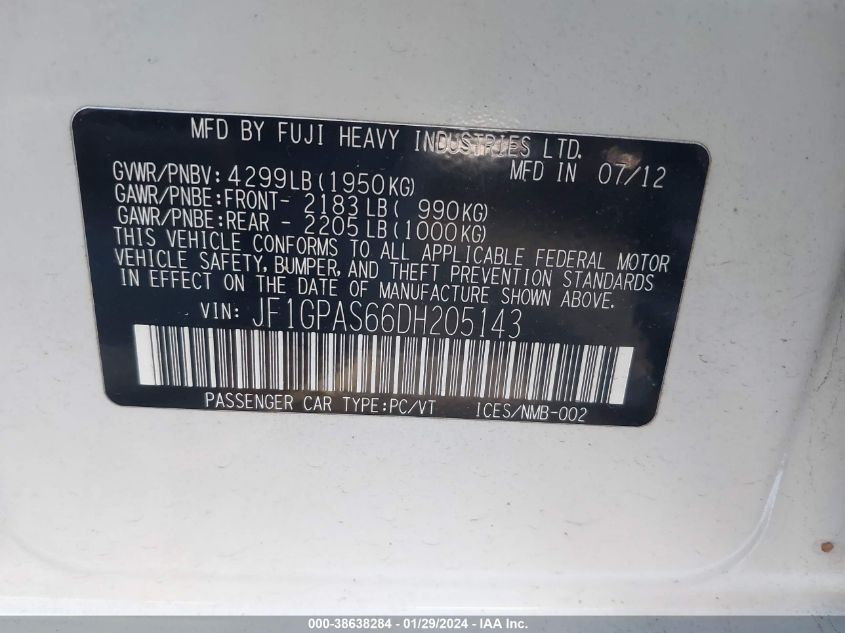 MFD BY FUJI HEAVY INDUSTRIES LTD.
MFD IN 07/12
GVWR/PNBV: 4299LB(1950KG)
GAWR/PNBE:FRONT- 2183LB( 990KG)
GAWR/PNBE:REAR - 2205LB(1000KG)
THIS VEHICLE CONFORMS TO ALL APPLICABLE FEDERAL MOTOR
VEHICLE SAFETY, BUMPER, AND THEFT PREVENTION STANDARDS
IN EFFECT ON THE DATE OF MANUFACTURE SHOWN ABOVE.
VIN: JF1GPAS66DH205143
PASSENGER CAR TYPE:PC/VT ICES/NMB-002
000-38638284 - 01/29/2024 - IAA Inc.